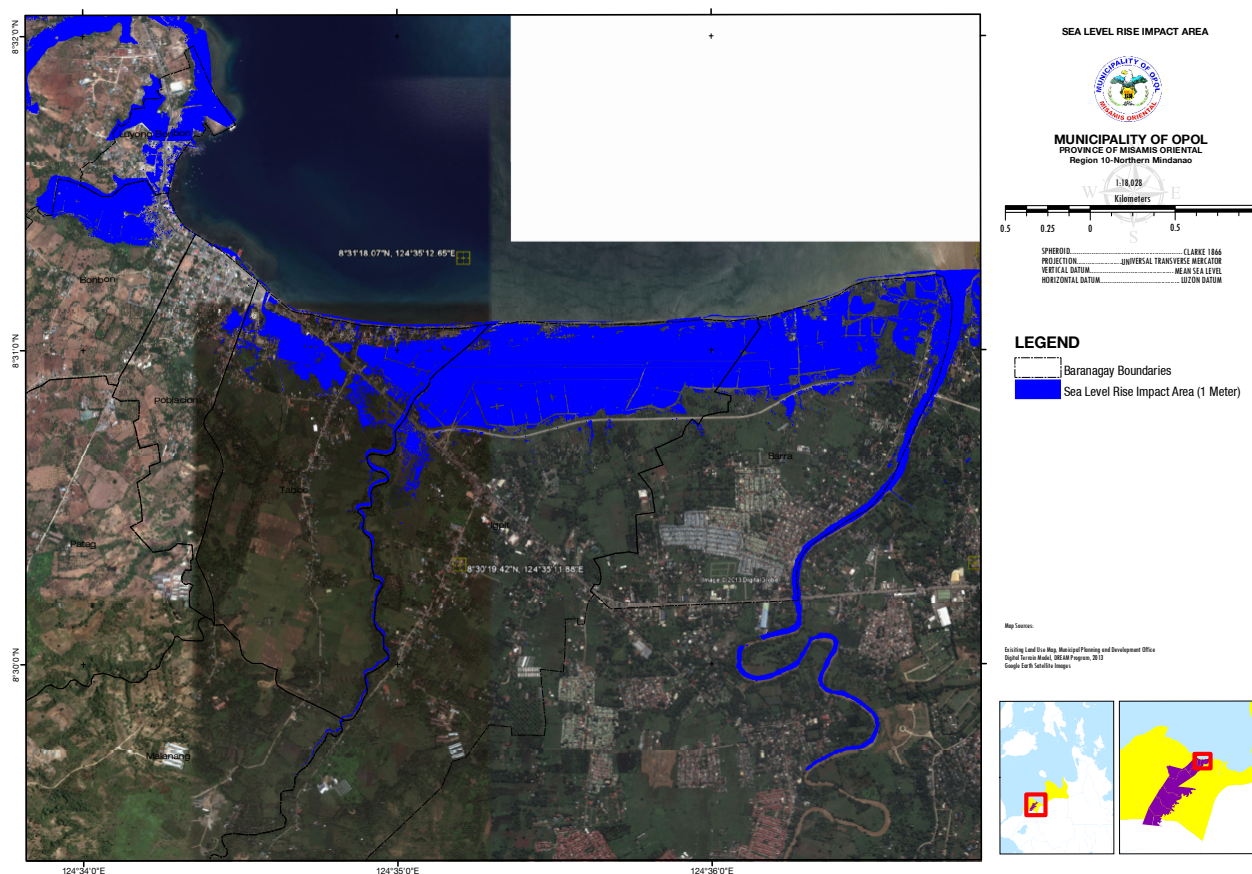 8°32'0"N
8°31'0"N
8°30'0"N
124°34'0"E
124°35'0"E
124°36'0"E
Luyong Bonbon
8°31'18.07"N, 124°35'12.65"E
Bonbon
Poblacion
Taboc
Barra
Igpit
Patag
8°30'19.42"N, 124°35'11.88"E
Image © 2013 DigitalGlobe
Malanang
SEA LEVEL RISE IMPACT AREA
MUNICIPALITY OF OPOL
MISAMIS ORIENTAL
MUNICIPALITY OF OPOL
PROVINCE OF MISAMIS ORIENTAL
Region 10-Northern Mindanao
1:18,028
W E
Kilometers
0.5 0.25 0 0.5
S
SPHEROID..................................CLARKE 1866
PROJECTION................UNIVERSAL TRANSVERSE MERCATOR
VERTICAL DATUM........................MEAN SEA LEVEL
HORIZONTAL DATUM........................LUZON DATUM
LEGEND
Baranagay Boundaries
Sea Level Rise Impact Area (1 Meter)
Map Sources:
Exisiting Land Use Map, Municipal Planning and Development Office
Digital Terrain Model, DREAM Program, 2013
Google Earth Satellite Images